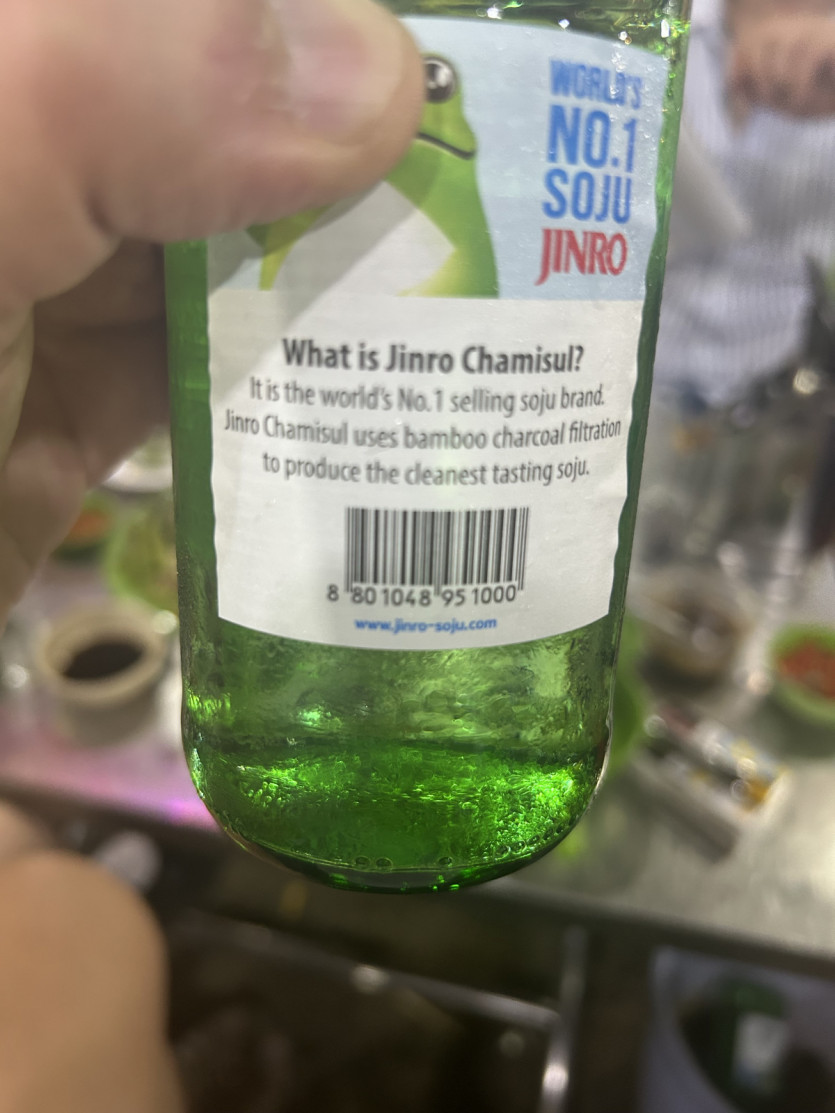 WORLD'S
NO.1
SOJU
JINRO
What is Jinro Chamisul?
It is the world's No.1 selling soju brand.
Jinro Chamisul uses bamboo charcoal filtration
to produce the cleanest tasting soju.
8 801048 951000
www.jinro-soju.com